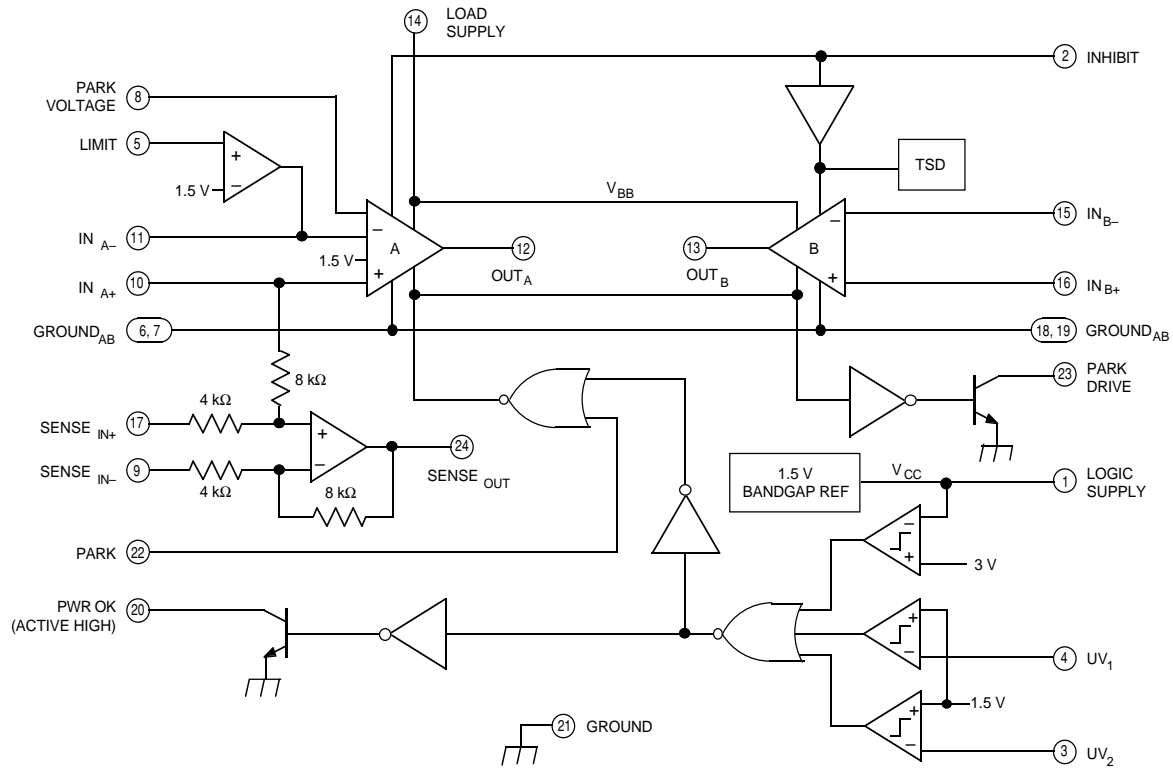 14 LOAD
SUPPLY
2 INHIBIT
PARK
VOLTAGE 8
LIMIT 5
+
1.5 V −
TSD
V BB
IN A− 11
−
A
1.5 V
+
12
OUT A
13
OUT B
−
B
+
15 IN B−
IN A+ 10
16 IN B+
GROUND AB 6, 7
18, 19 GROUND AB
8 kΩ
23 PARK
DRIVE
4 kΩ
SENSE IN+ 17
+
−
24
SENSE OUT
SENSE IN− 9
4 kΩ
8 kΩ
1.5 V
BANDGAP REF
V CC
1 LOGIC
SUPPLY
−
+
3 V
PARK 22
PWR OK
(ACTIVE HIGH) 20
+
−
4 UV1
1.5 V
+
−
3 UV2
21 GROUND